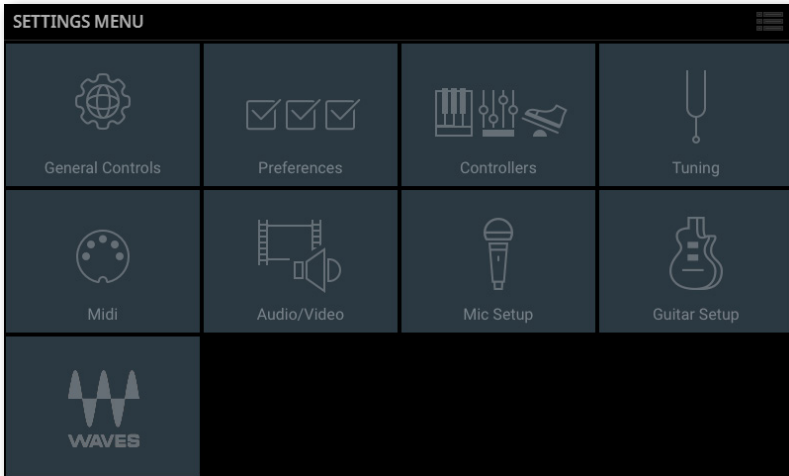 SETTINGS MENU
General Controls
Preferences
Controllers
Tuning
Midi
Audio/Video
Mic Setup
Guitar Setup
WAVES